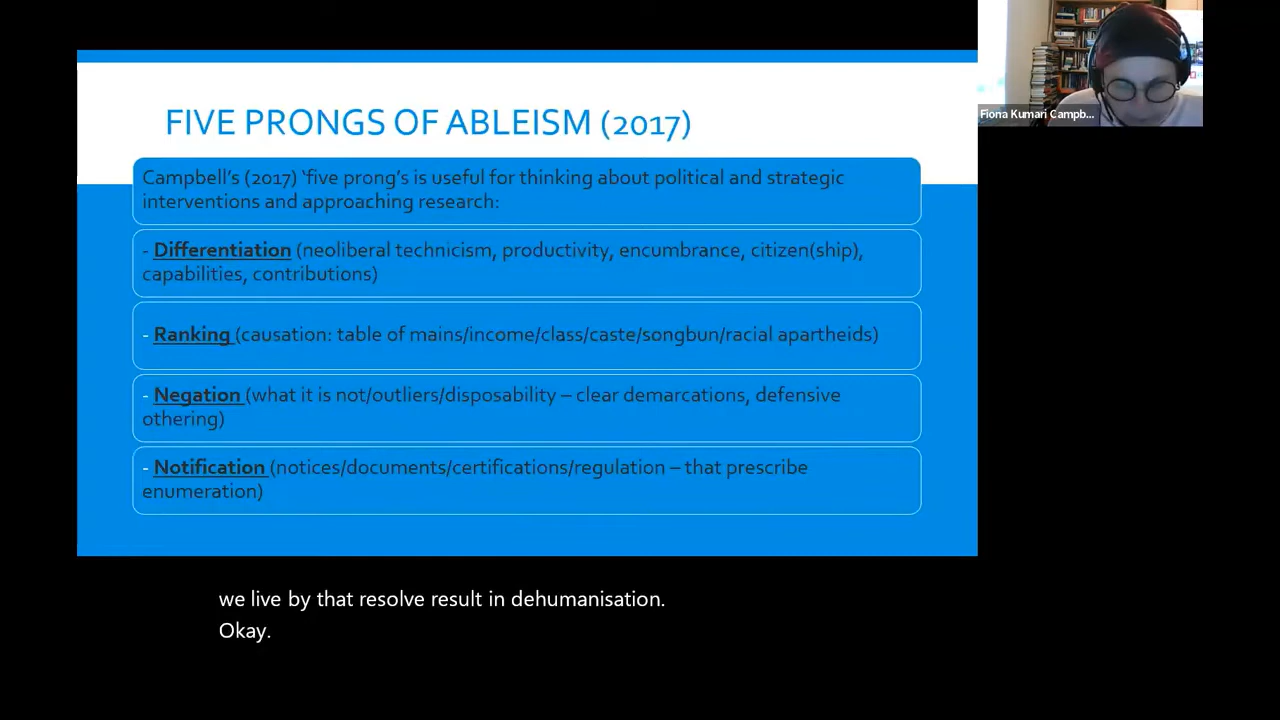 FIVE PRONGS OF ABLEISM (2017)
Campbell's (2017) 'five prong's is useful for thinking about political and strategic
interventions and approaching research:
- Differentiation (neoliberal technicism, productivity, encumbrance, citizen(ship),
capabilities, contributions)
- Ranking (causation: table of mains/income/class/caste/songbun/racial apartheids)
- Negation (what it is not/outliers/disposability – clear demarcations, defensive
othering)
- Notification (notices/documents/certifications/regulation – that prescribe
enumeration)
Fiona Kumari Campb...
we live by that resolve result in dehumanisation.
Okay.